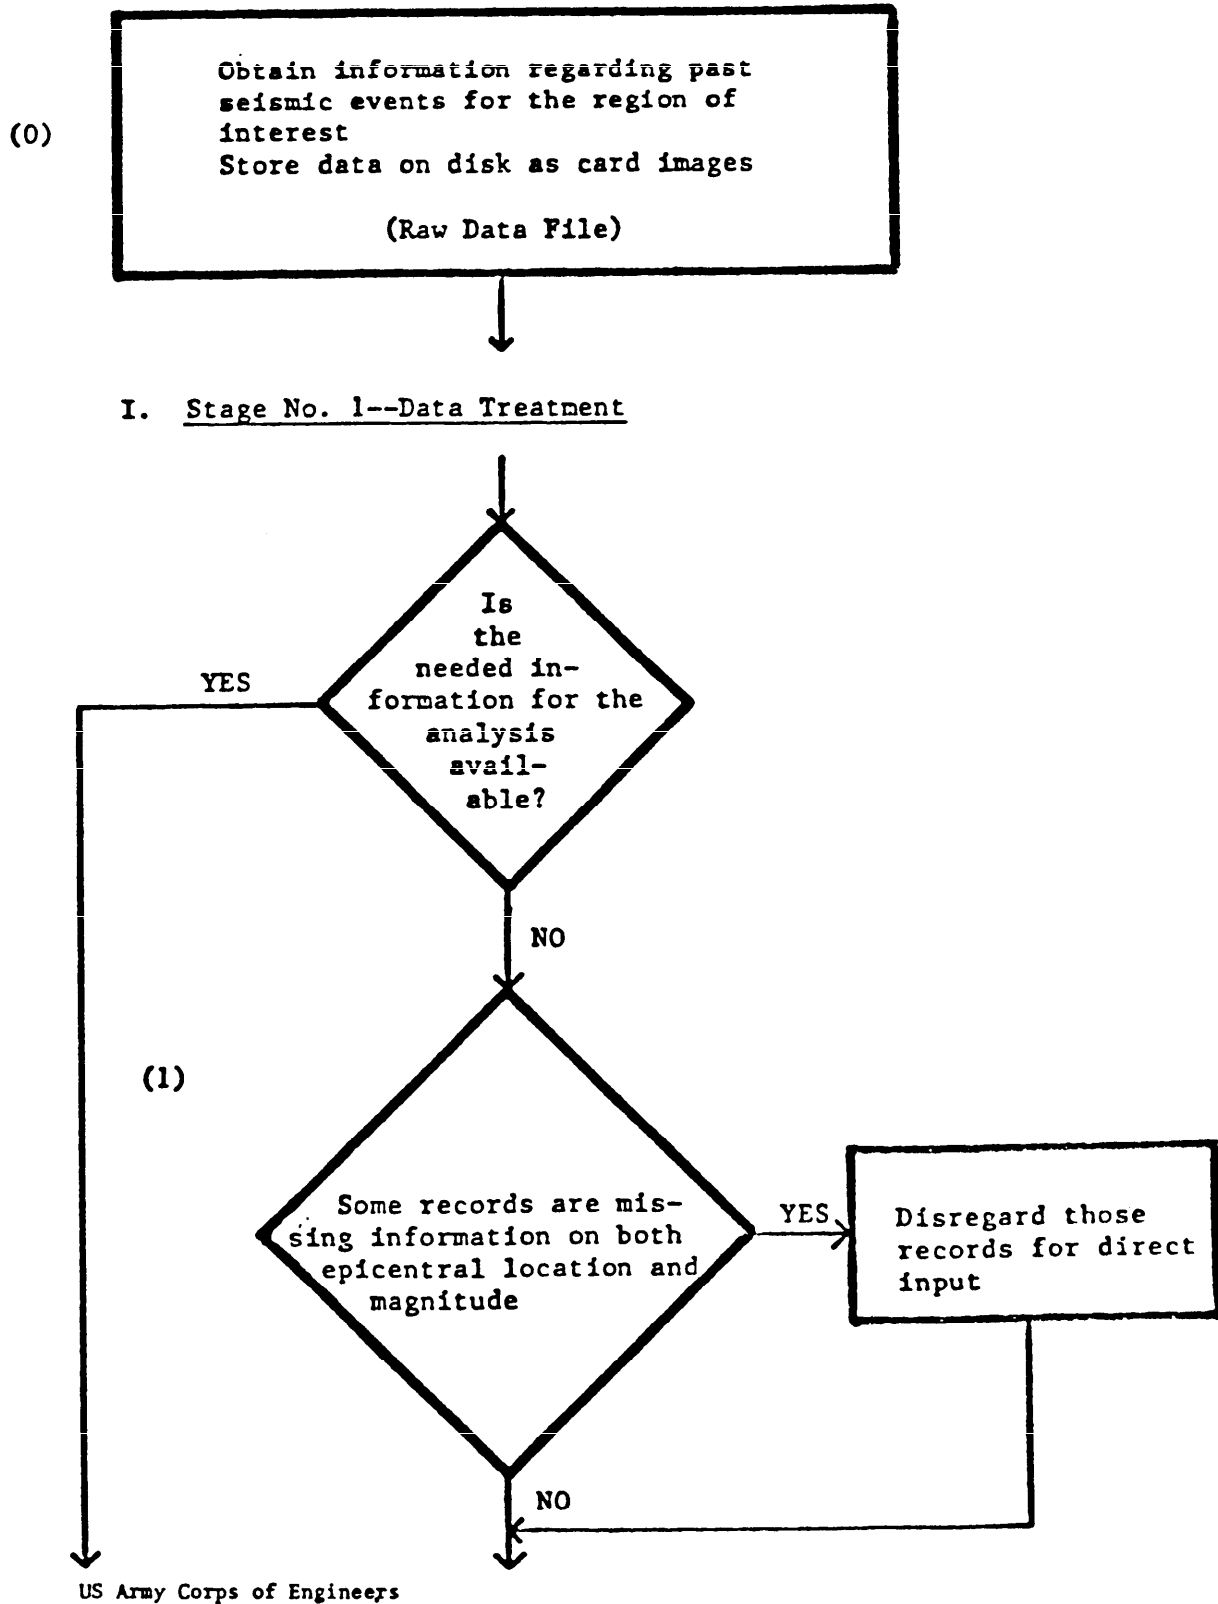 Obtain information regarding past
seismic events for the region of
(0)
interest
Store data on disk as card images
(Raw Data File)
I. Stage No. 1--Data Treatment
Is
the
needed in-
formation for the
analysis
avail-
able?
YES
NO
(1)
Some records are mis-
sing information on both
epicentral location and
magnitude
YES
Disregard those
records for direct
input
NO
US Army Corps of Engineers